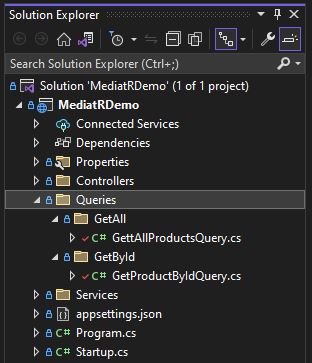 Solution Explorer
Search Solution Explorer (Ctrl+;)
Solution 'MediatRDemo' (1 of 1 project)
MediatRDemo
Connected Services
Dependencies
Properties
Controllers
Queries
GetAll
C# GettAllProductsQuery.cs
GetById
C# GetProductByIdQuery.cs
Services
appsettings.json
C# Program.cs
C# Startup.cs